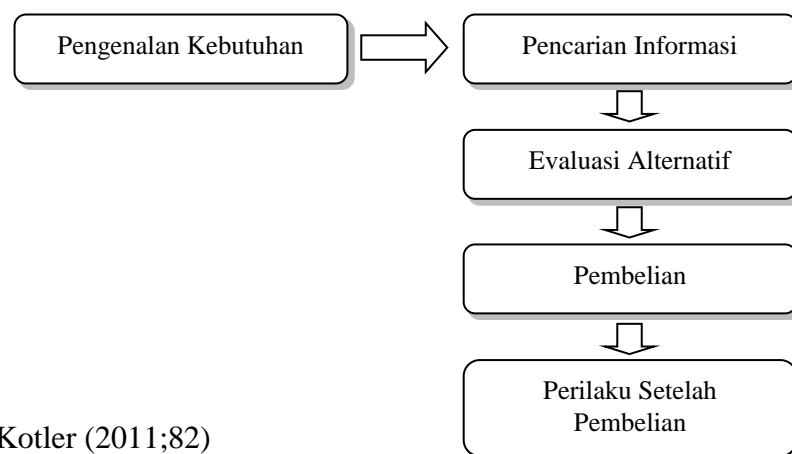 Pengenalan Kebutuhan
Pencarian Informasi
Evaluasi Alternatif
Pembelian
Perilaku Setelah
Pembelian
Kotler (2011;82)